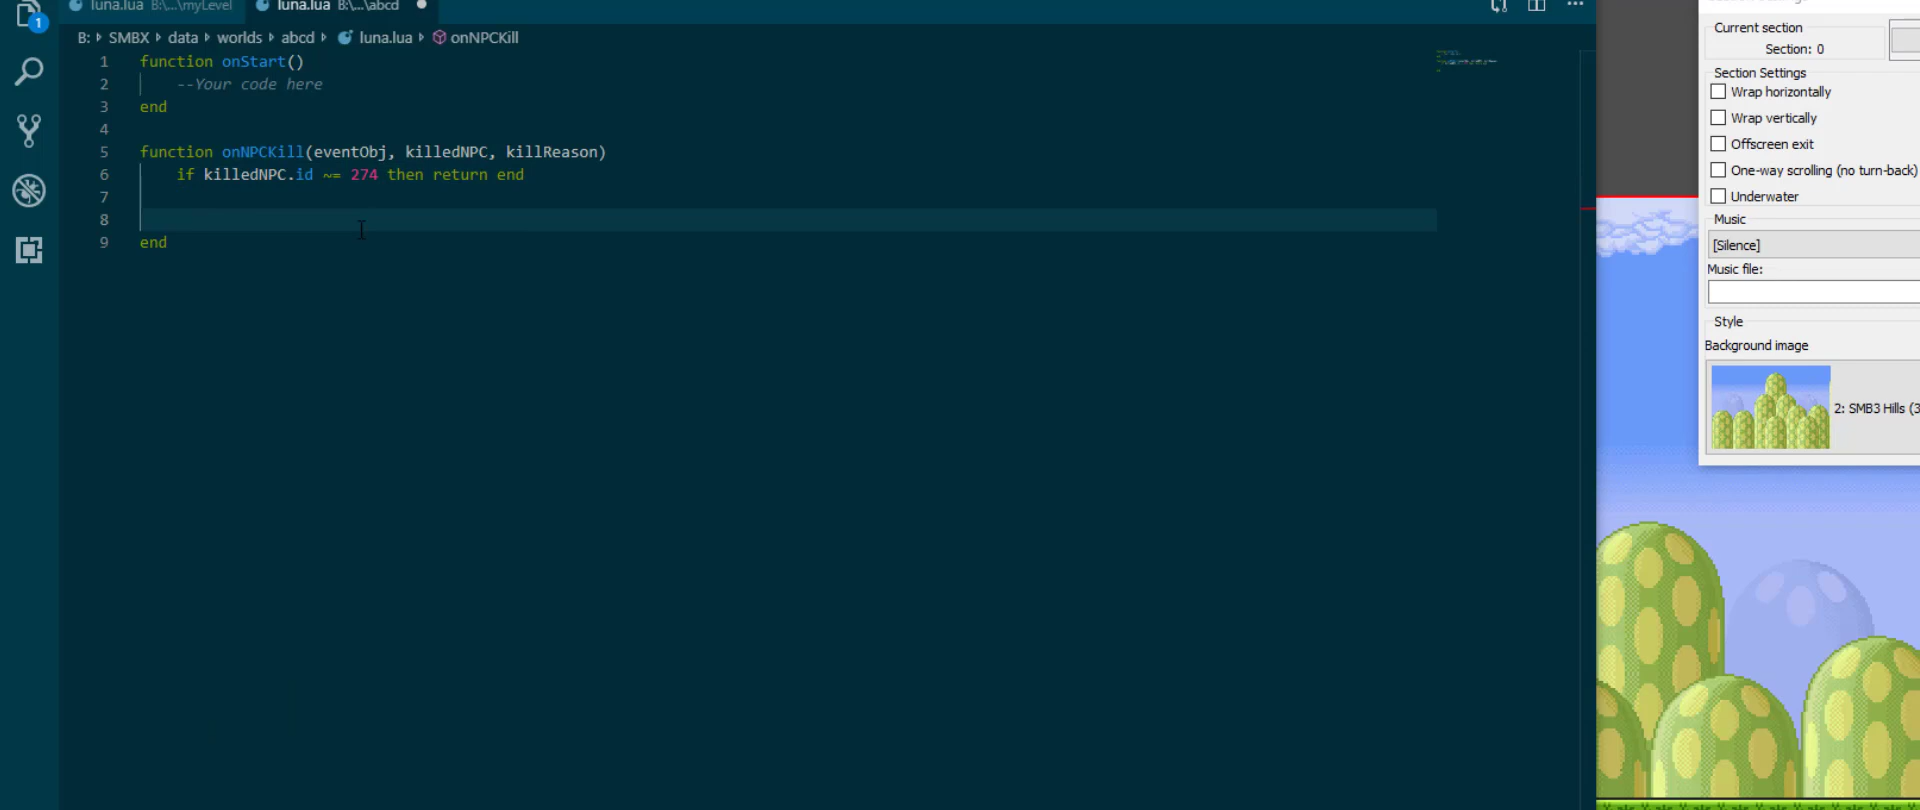 luna.lua B:\...\myLevel
luna.lua B:\...\abcd
1
B: SMBX data worlds abcd luna.lua onNPCKill
1 function onStart()
2 --Your code here
3 end
4
5 function onNPCKill(eventObj, killedNPC, killReason)
6 if killedNPC.id ~= 274 then return end
7
8
9 end
Current section
Section: 0
Section Settings
Wrap horizontally
Wrap vertically
Offscreen exit
One-way scrolling (no turn-back)
Underwater
Music
[Silence]
Music file:
Style
Background image
2: SMB3 Hills (3